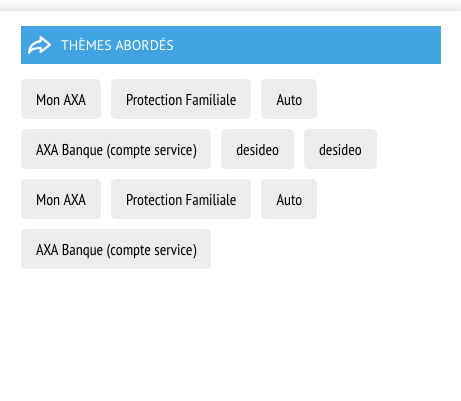 THÈMES ABORDÉS
Mon AXA Protection Familiale Auto
AXA Banque (compte service) desideo desideo
Mon AXA Protection Familiale Auto
AXA Banque (compte service)